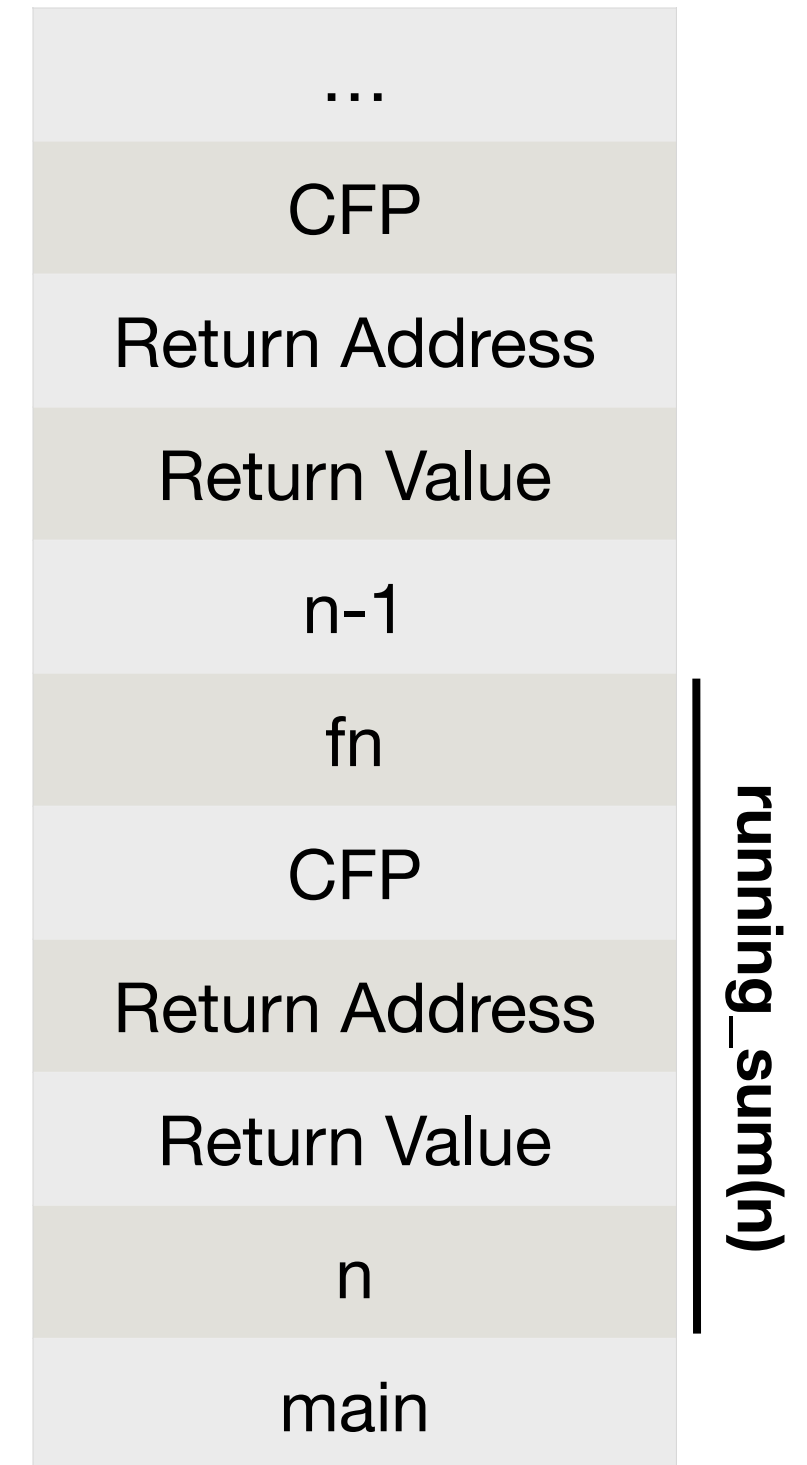 ...
CFP
Return Address
Return Value
n-1
fn
CFP
Return Address
Return Value
n
main
running_sum(n)